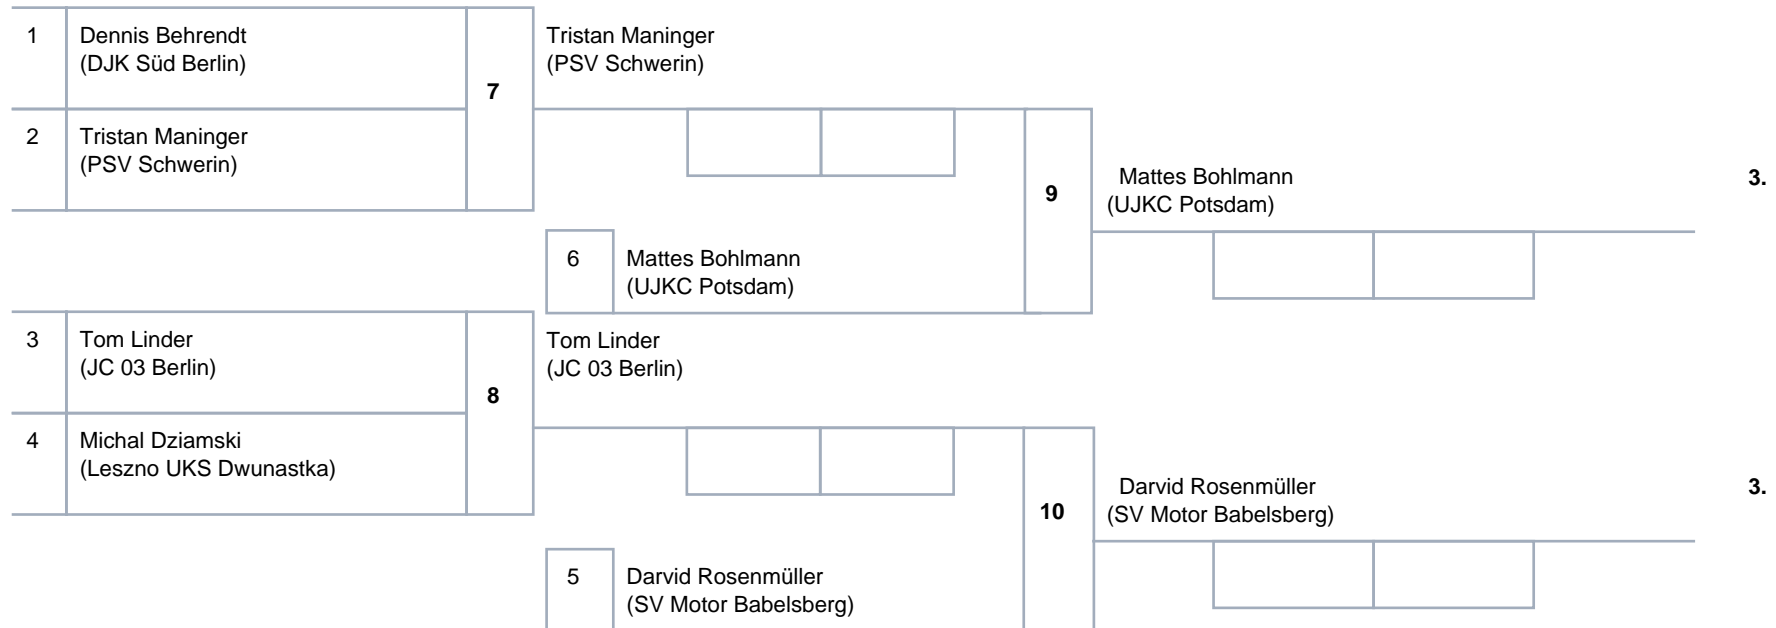 1
Dennis Behrendt
(DJK Süd Berlin)
7
2
Tristan Maninger
(PSV Schwerin)
Tristan Maninger
(PSV Schwerin)
9
6
Mattes Bohlmann
(UJKC Potsdam)
Mattes Bohlmann
(UJKC Potsdam)
3.
3
Tom Linder
(JC 03 Berlin)
8
4
Michal Dziamski
(Leszno UKS Dwunastka)
Tom Linder
(JC 03 Berlin)
10
5
Darvid Rosenmüller
(SV Motor Babelsberg)
Darvid Rosenmüller
(SV Motor Babelsberg)
3.